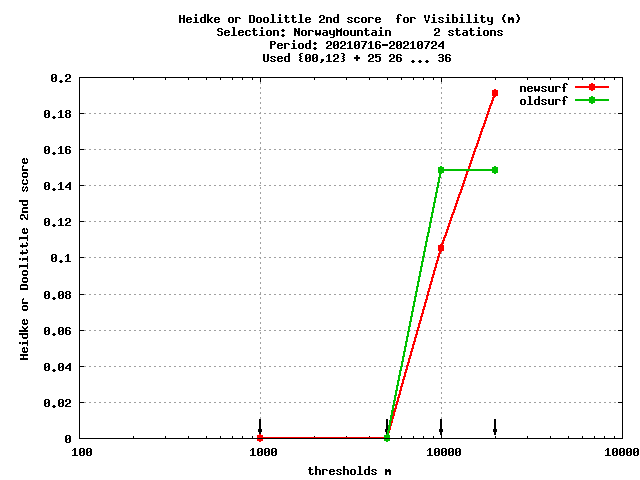 Heidke or Doolittle 2nd score  for Visibility (m)
Selection: NorwayMountain      2 stations
Period: 20210716-20210724
Used {00,12} + 25 26 ... 36
newsurf
oldsurf
Heidke or Doolittle 2nd score
0.2
0.18
0.16
0.14
0.12
0.1
0.08
0.06
0.04
0.02
0
100 1000 10000 10000
thresholds m